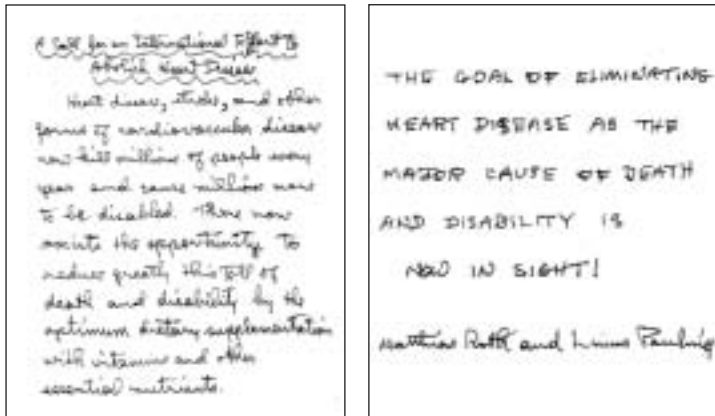 A Call for an International Effort to
Abolish Heart Disease
Heart disease, stroke, and other
forms of cardiovascular disease
now kill millions of people every
year and cause millions more
to be disabled. There now
exists the opportunity to
reduce greatly this toll of
death and disability by the
optimum dietary supplementation
with vitamins and other
essential nutrients.
THE GOAL OF ELIMINATING
HEART DISEASE AS THE
MAJOR CAUSE OF DEATH
AND DISABILITY IS
NOW IN SIGHT!
Matthias Rath and Linus Pauling